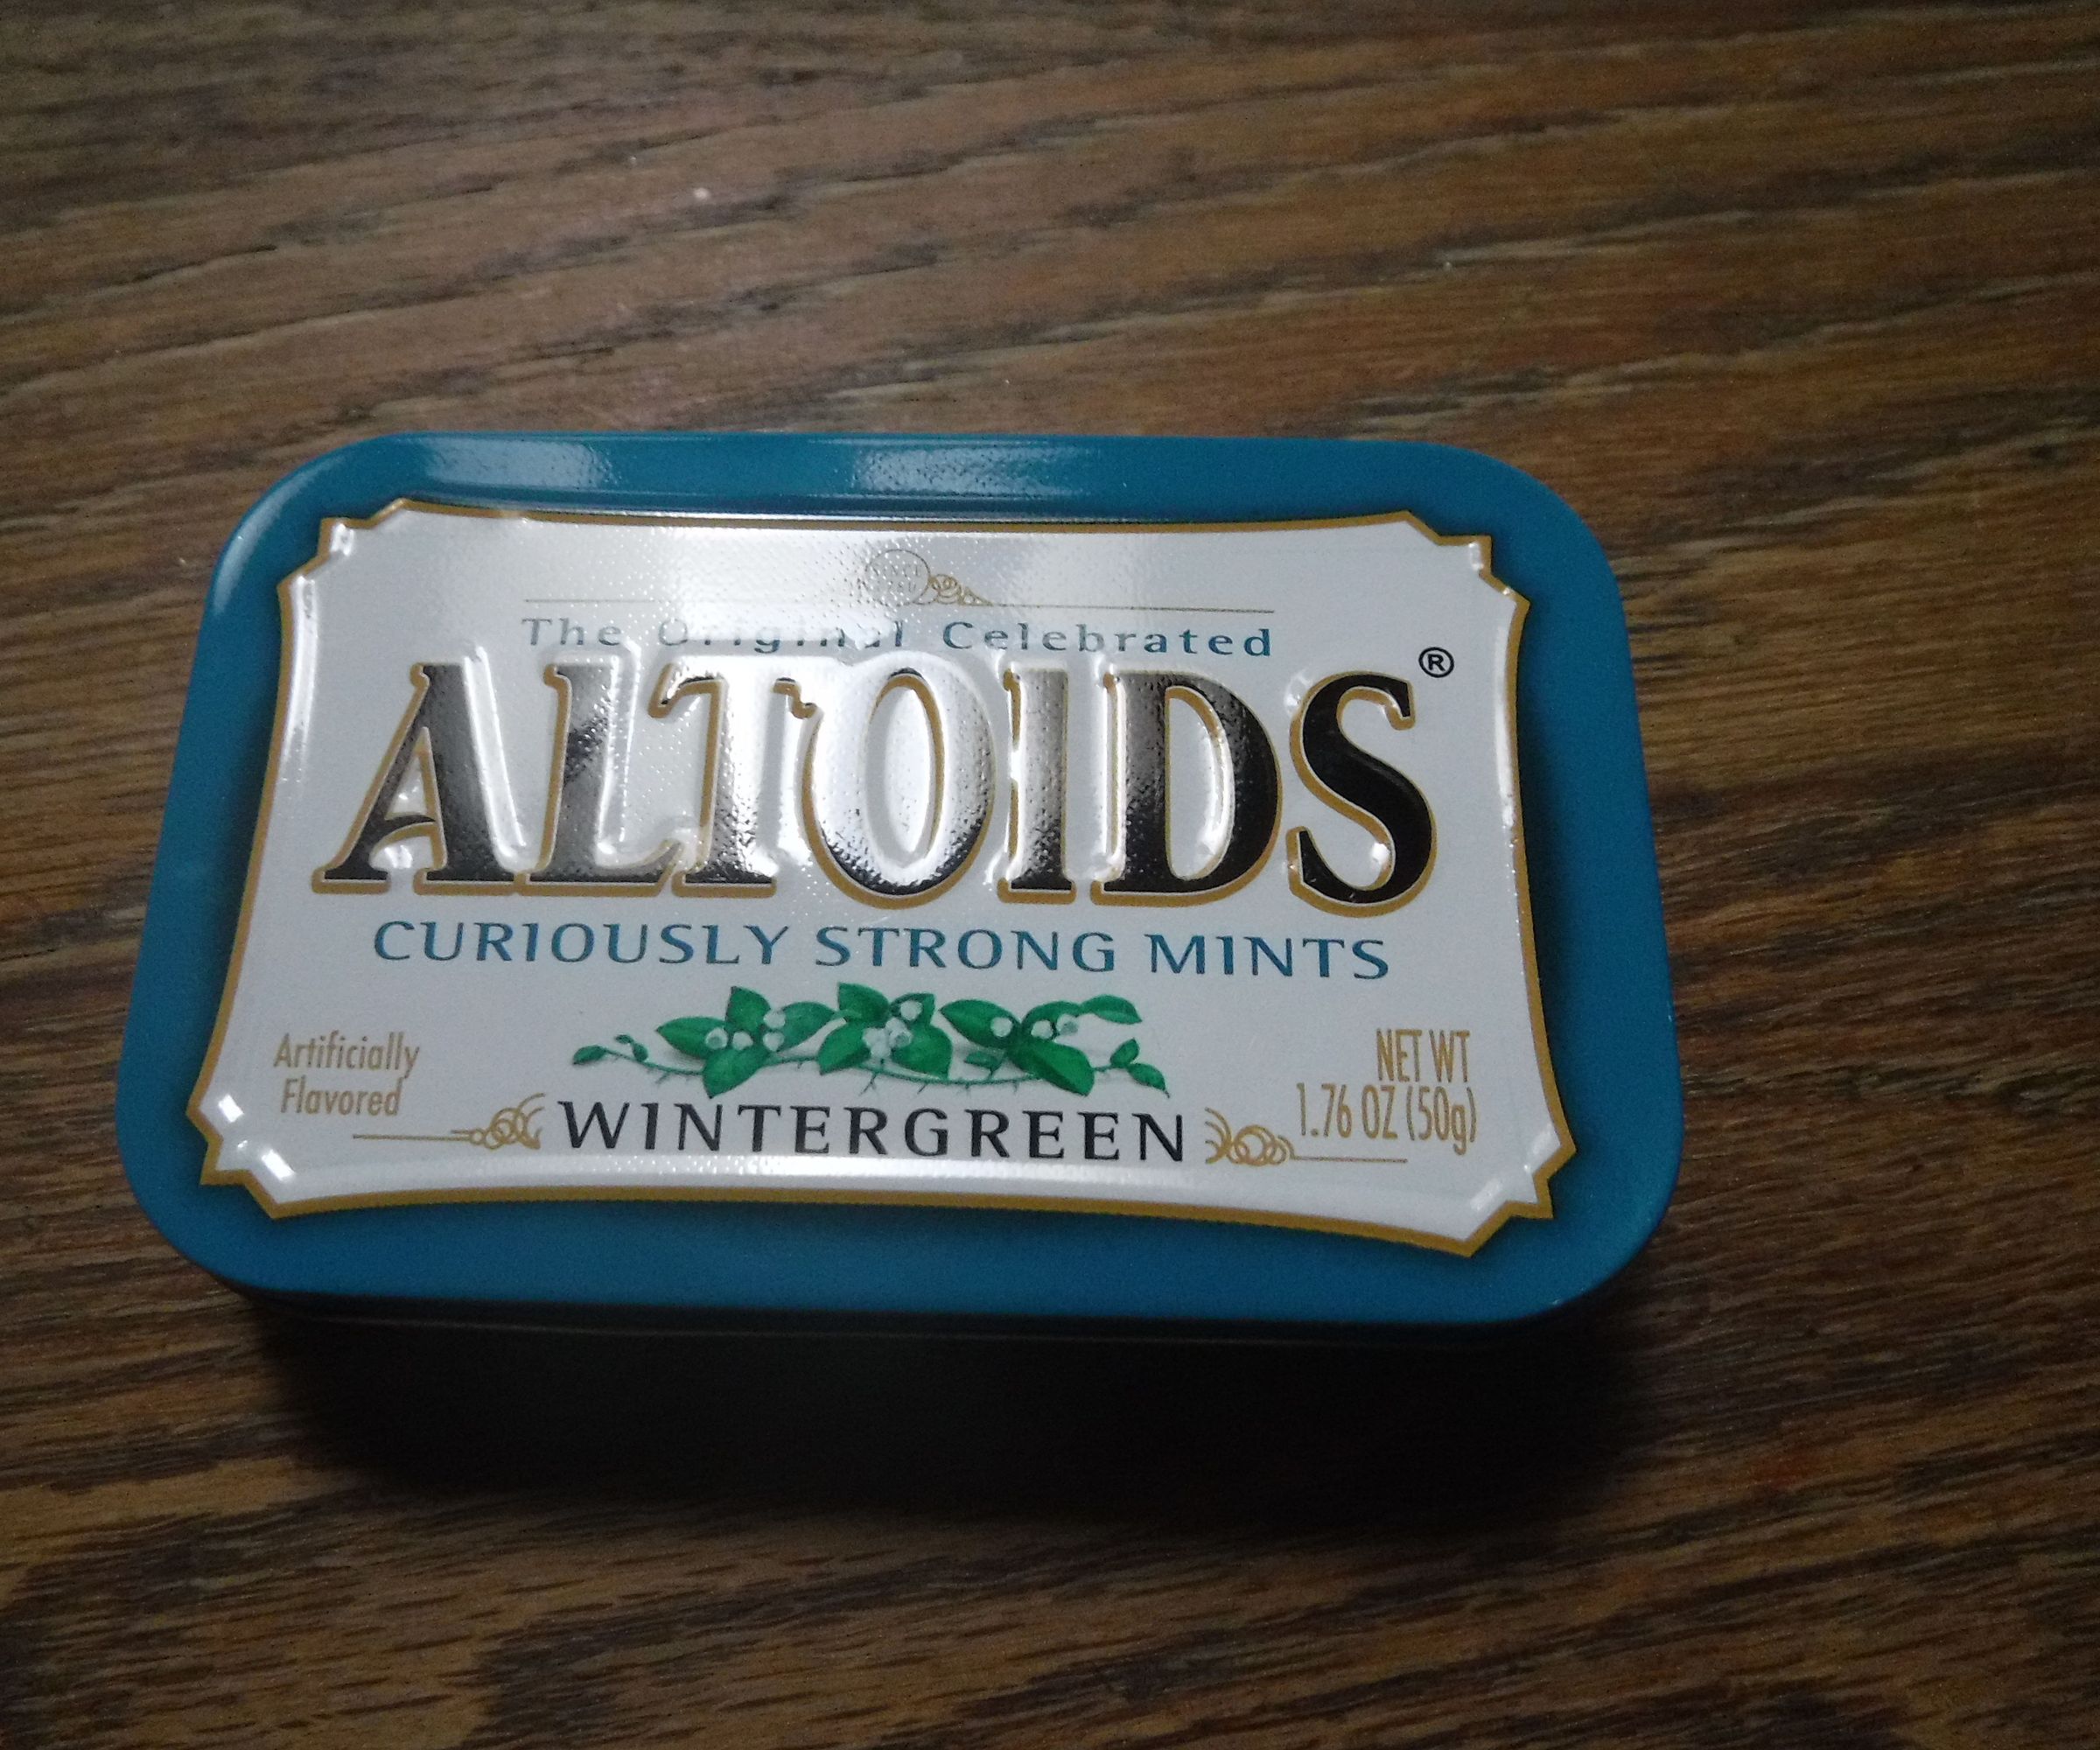 The Original Celebrated
ALTOIDS®
CURIOUSLY STRONG MINTS
Artificially
Flavored
WINTERGREEN
NET WT
1.76 OZ (50g)